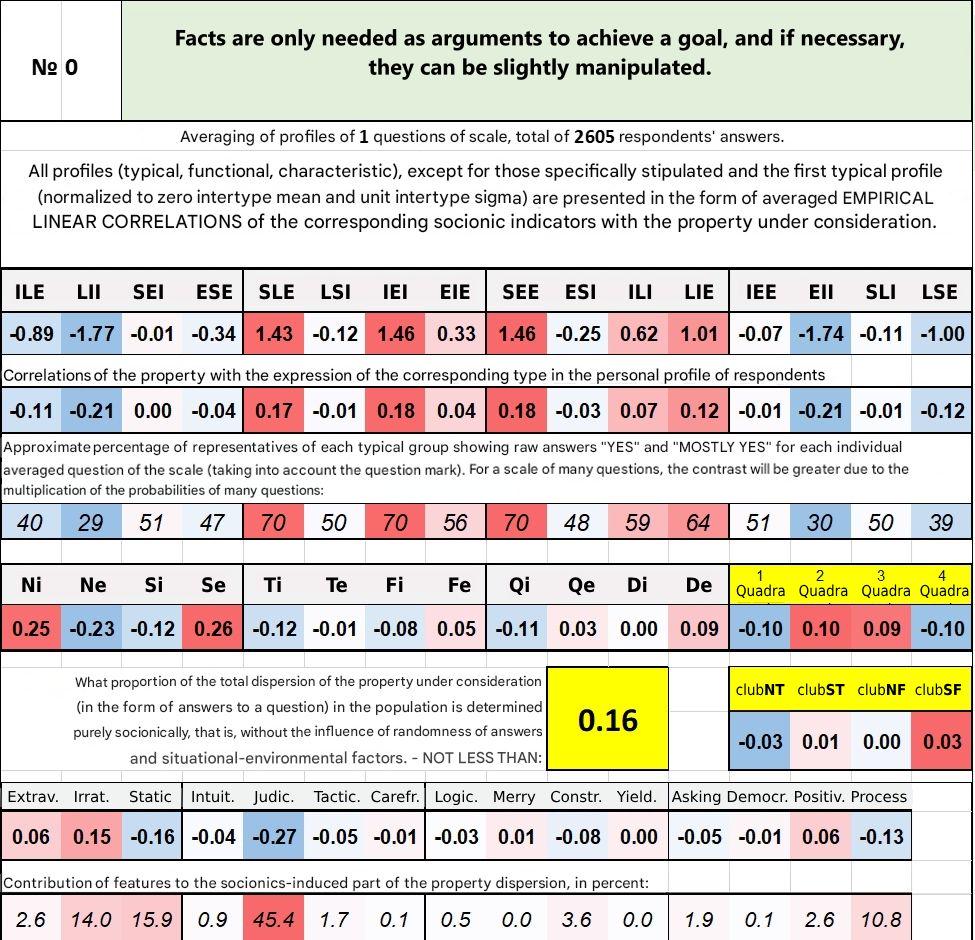 Facts are only needed as arguments to achieve a goal, and if necessary,
№ 0
they can be slightly manipulated.
Averaging of profiles of 1 questions of scale, total of 2605 respondents' answers.
All profiles (typical, functional, characteristic), except for those specifically stipulated and the first typical profile
(normalized to zero intertype mean and unit intertype sigma) are presented in the form of averaged EMPIRICAL
LINEAR CORRELATIONS of the corresponding socionic indicators with the property under consideration.
ILE LII SEI ESE SLE LSI IEI EIE SEE ESI ILI LIE IEE EII SLI LSE
-0.89 -1.77 -0.01 -0.34 1.43 -0.12 1.46 0.33 1.46 -0.25 0.62 1.01 -0.07 -1.74 -0.11 -1.00
Correlations of the property with the expression of the corresponding type in the personal profile of respondents
-0.11 -0.21 0.00 -0.04 0.17 -0.01 0.18 0.04 0.18 -0.03 0.07 0.12 -0.01 -0.21 -0.01 -0.12
Approximate percentage of representatives of each typical group showing raw answers "YES" and "MOSTLY YES" for each individual
averaged question of the scale (taking into account the question mark). For a scale of many questions, the contrast will be greater due to the
multiplication of the probabilities of many questions:
40 29 51 47 70 50 70 56 70 48 59 64 51 30 50 39
Ni Ne Si Se Ti Te Fi Fe Qi Qe Di De 1 Quadra 2 Quadra 3 Quadra 4 Quadra
0.25 -0.23 -0.12 0.26 -0.12 -0.01 -0.08 0.05 -0.11 0.03 0.00 0.09 -0.10 0.10 0.09 -0.10
What proportion of the total dispersion of the property under consideration
(in the form of answers to a question) in the population is determined
purely socionically, that is, without the influence of randomness of answers
and situational-environmental factors. - NOT LESS THAN:
0.16
clubNT clubST clubNF clubSF
-0.03 0.01 0.00 0.03
Extrav. Irrat. Static Intuit. Judic. Tactic. Carefr. Logic. Merry Constr. Yield. Asking Democr. Positiv. Process
0.06 0.15 -0.16 -0.04 -0.27 -0.05 -0.01 -0.03 0.01 -0.08 0.00 -0.05 -0.01 0.06 -0.13
Contribution of features to the socionics-induced part of the property dispersion, in percent:
2.6 14.0 15.9 0.9 45.4 1.7 0.1 0.5 0.0 3.6 0.0 1.9 0.1 2.6 10.8